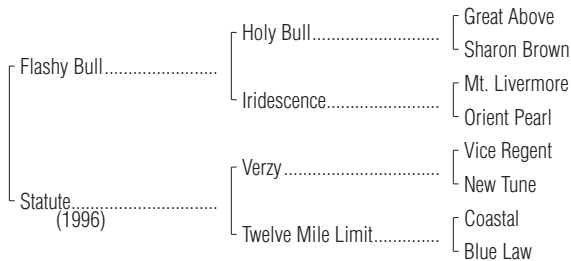 Great Above
Holy Bull
Sharon Brown
Flashy Bull
Mt. Livermore
Iridescence
Orient Pearl
Vice Regent
Verzy
New Tune
Statute
(1996)
Coastal
Twelve Mile Limit
Blue Law